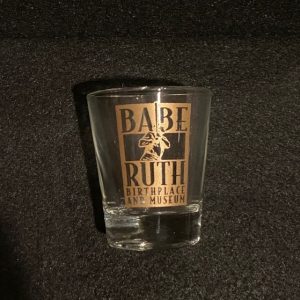 BABE
RUTH
BIRTHPLACE
AND MUSEUM